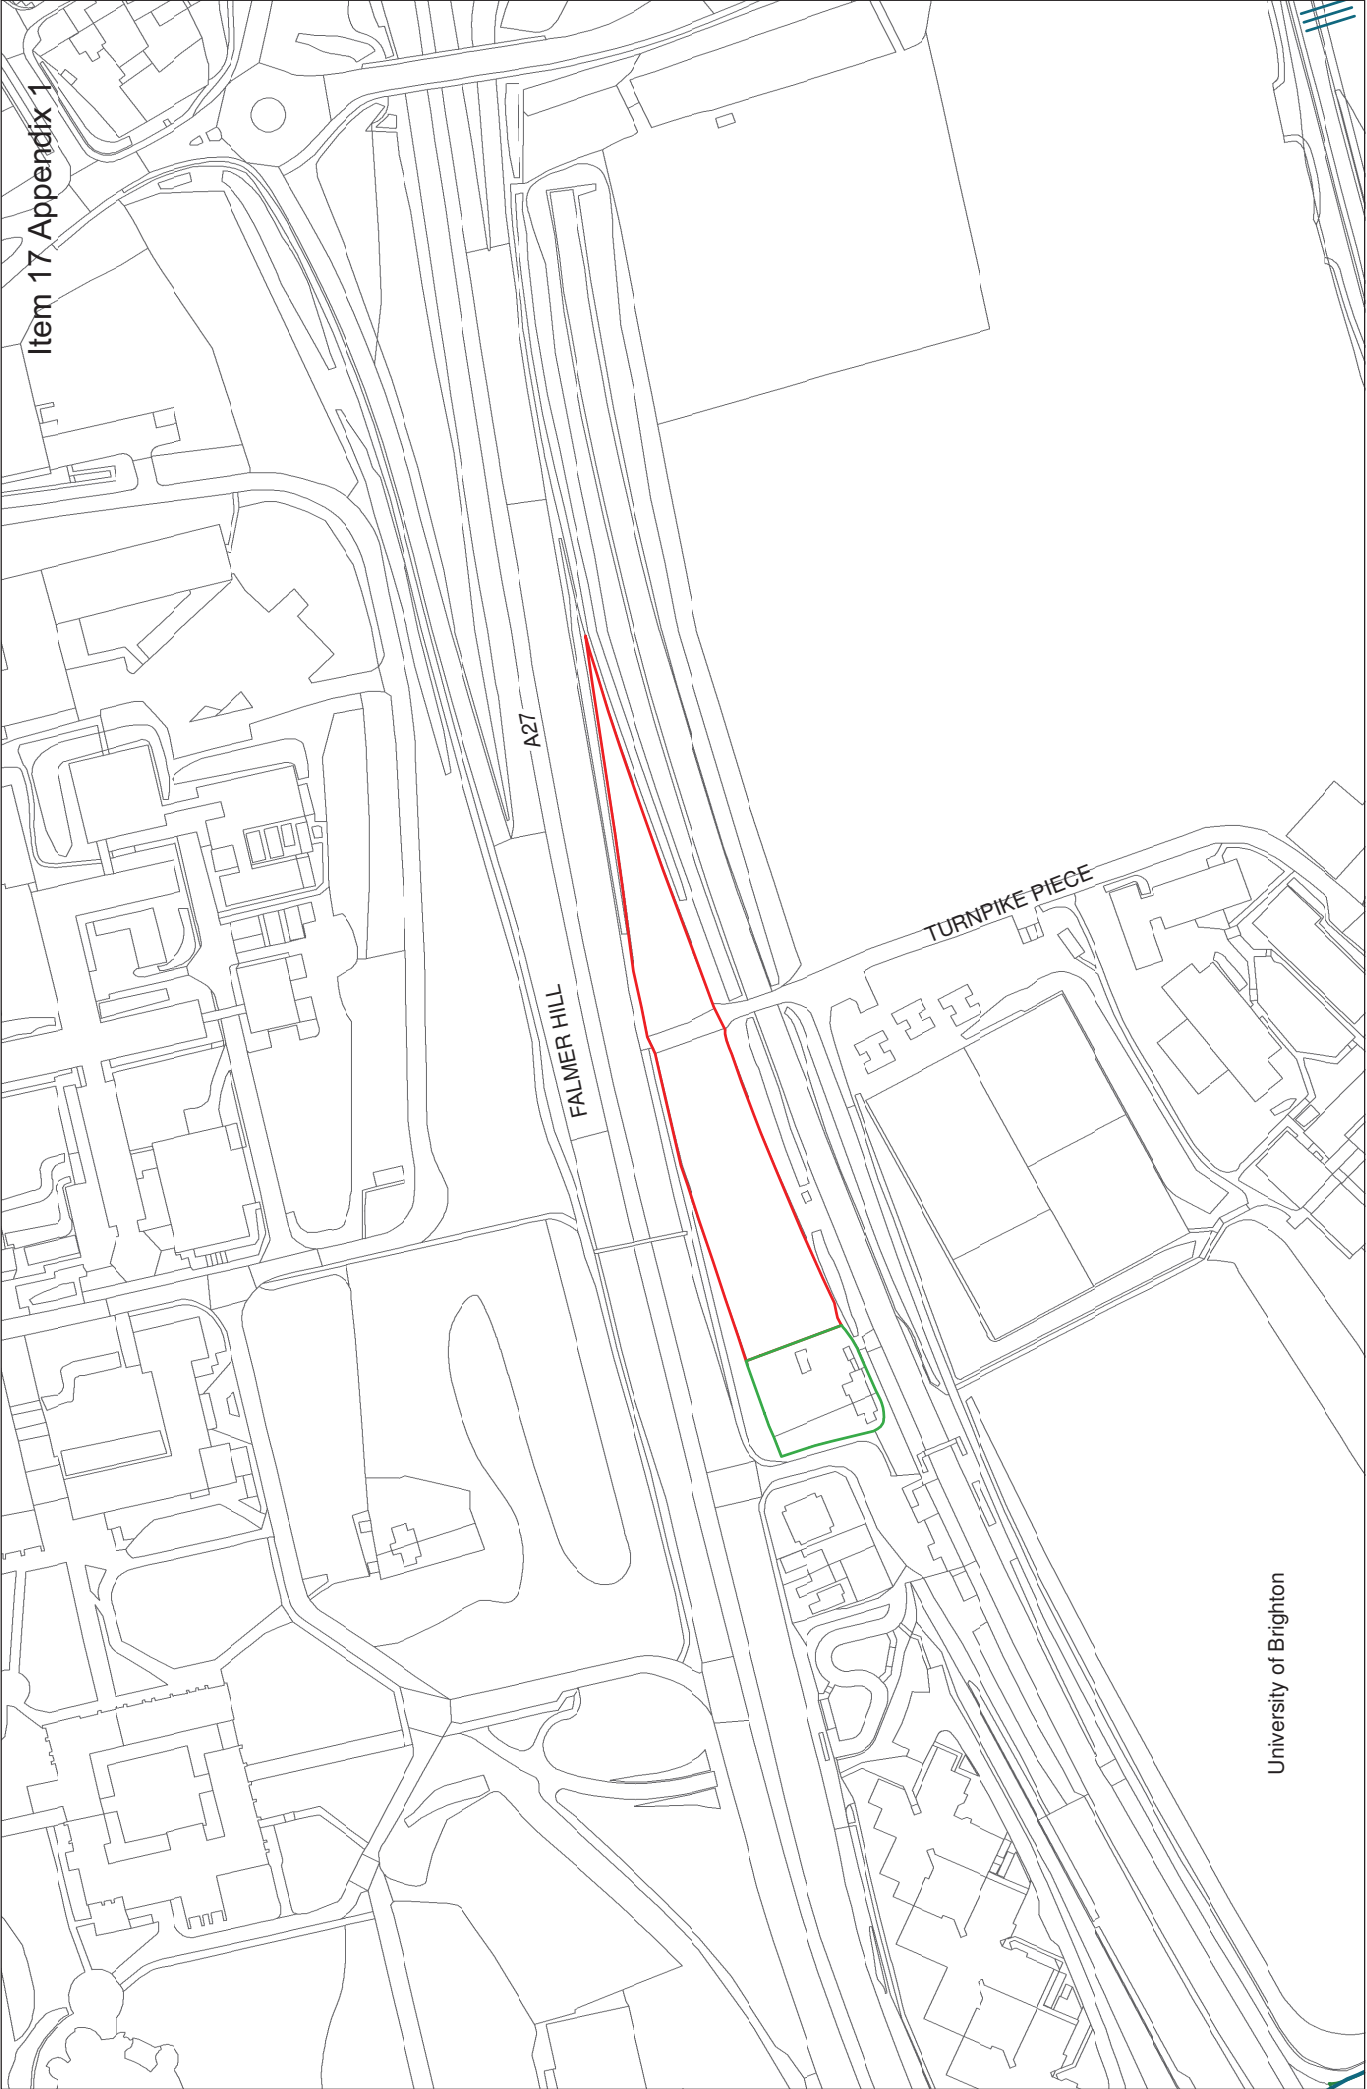 Item 17 Appendix 1
A27
FALMER HILL
TURNPIKE PIECE
University of Brighton